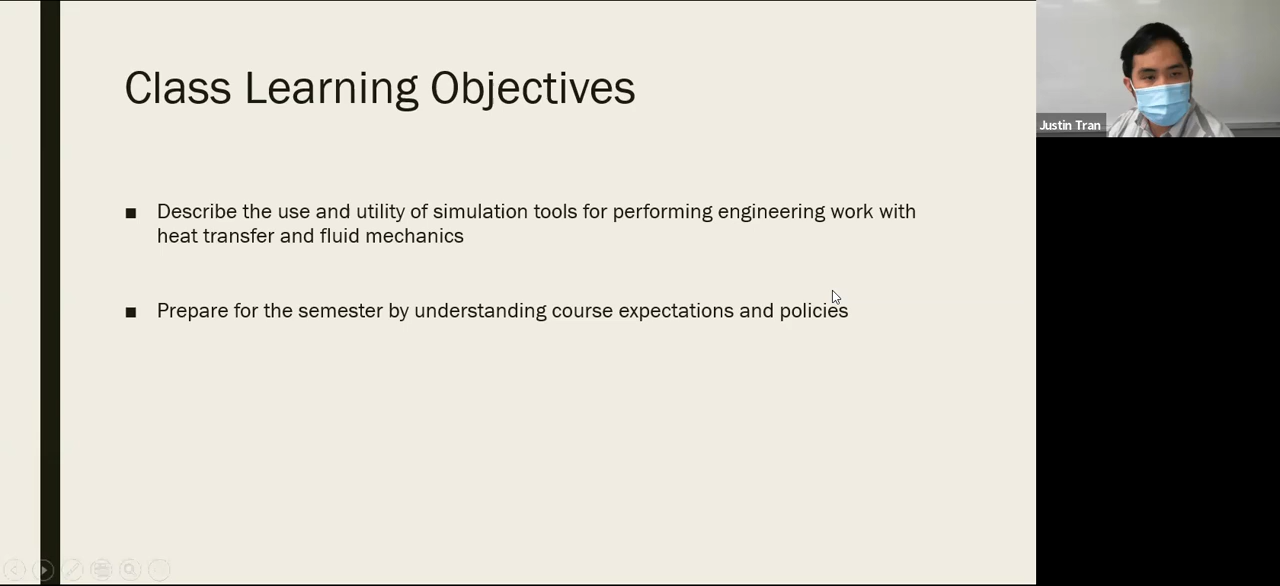 Class Learning Objectives
■ Describe the use and utility of simulation tools for performing engineering work with
heat transfer and fluid mechanics
■ Prepare for the semester by understanding course expectations and policies
Justin Tran